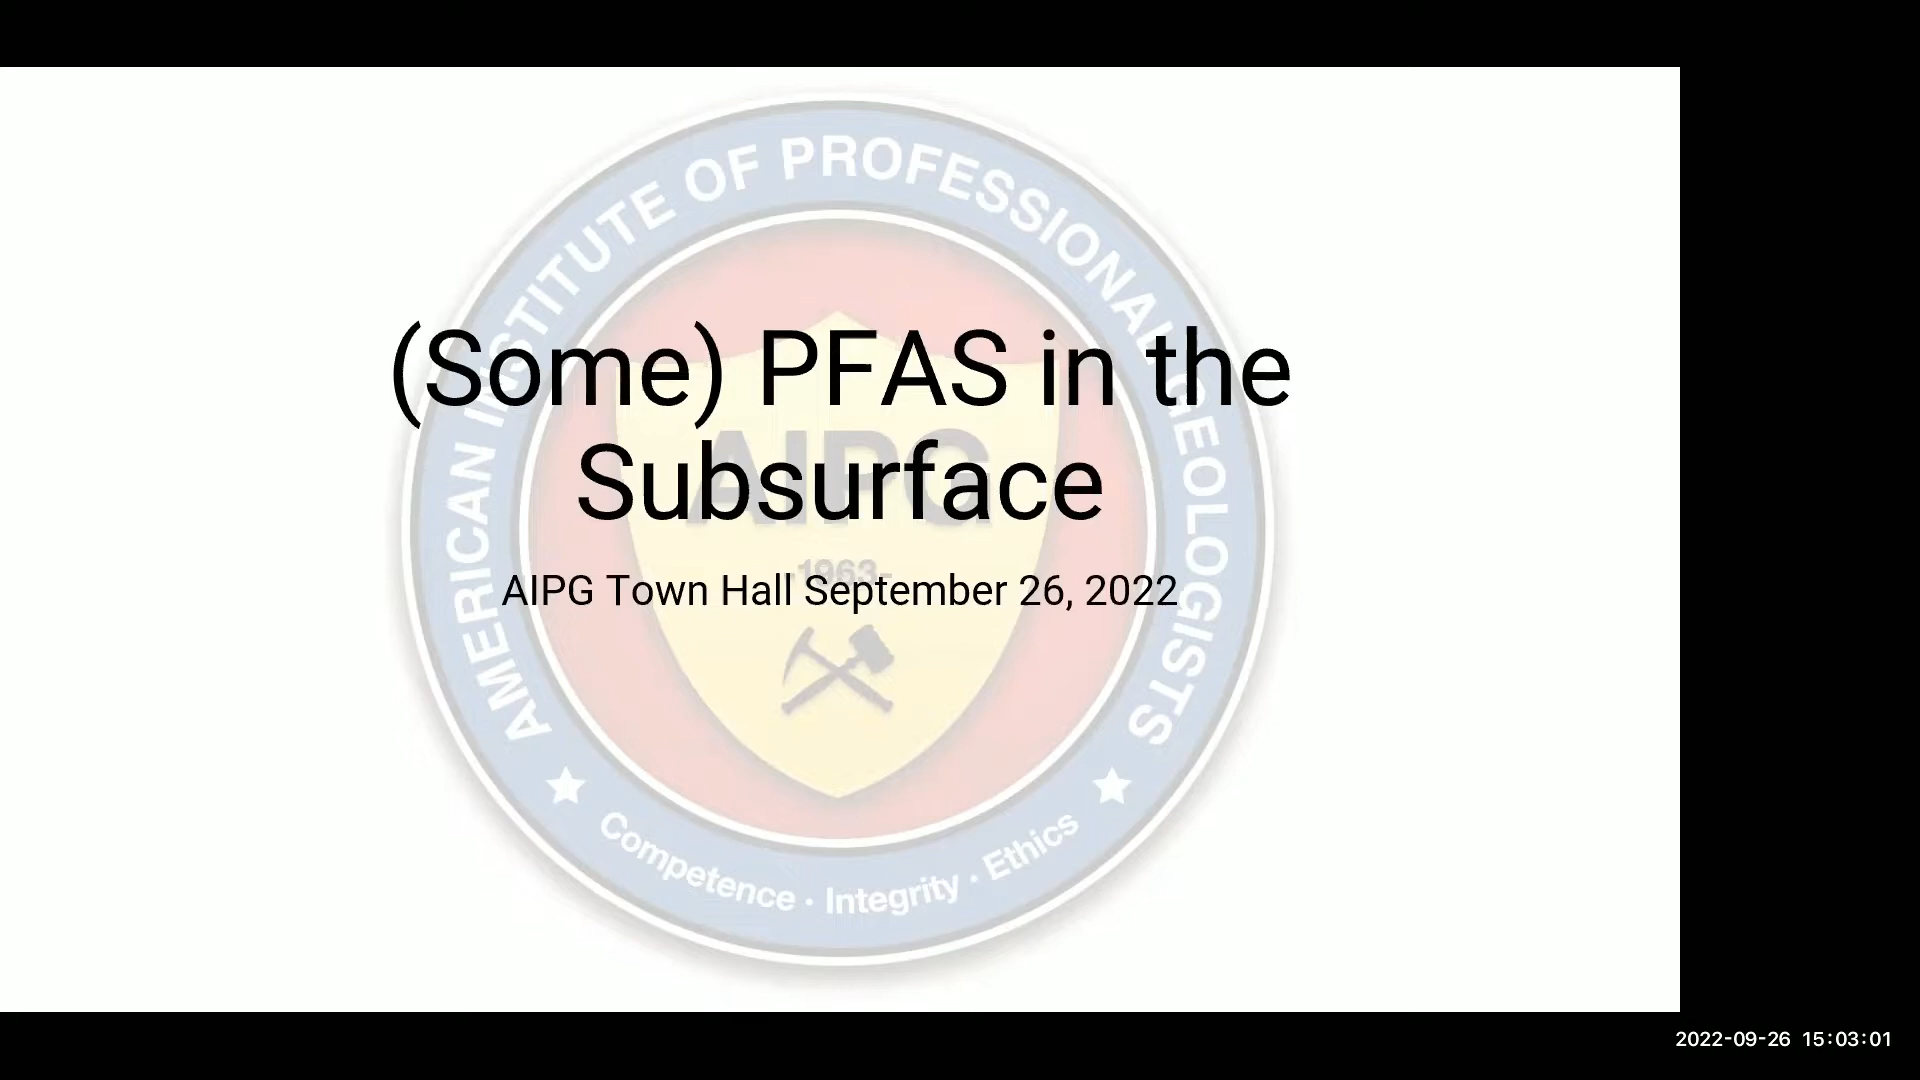 (Some) PFAS in the
Subsurface
AIPG Town Hall September 26, 2022
AMERICAN INSTITUTE OF PROFESSIONAL GEOLOGISTS
AIPG
-1963-
Competence · Integrity · Ethics
2022-09-26 15:03:01